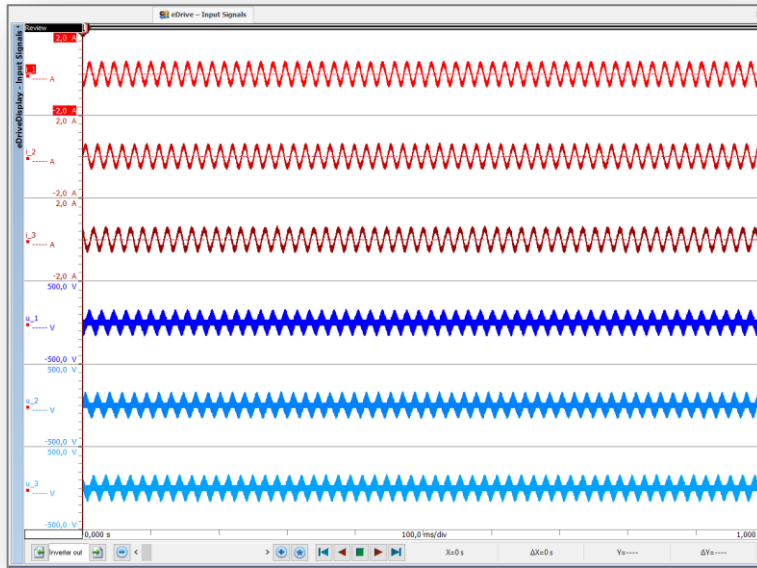 eDrive – Input Signals
eDriveDisplay - Input Signals *
Review
2,0 A
i_1
----- A
-2,0 A
2,0 A
i_2
----- A
-2,0 A
2,0 A
i_3
----- A
-2,0 A
500,0 V
u_1
----- V
-500,0 V
500,0 V
u_2
----- V
-500,0 V
500,0 V
u_3
----- V
-500,0 V
0,000 s 100,0 ms/div 1,000
Inverter out X=0 s ΔX=0 s Y=---- ΔY=----